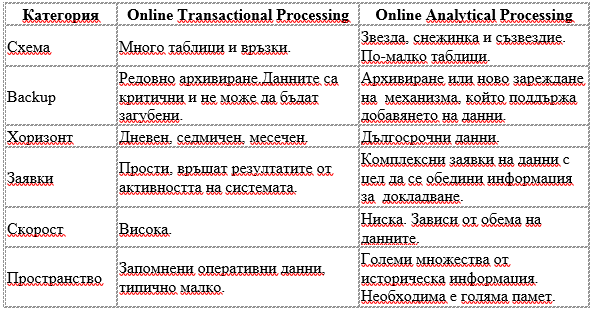 Категория Online Transactional Processing Online Analytical Processing
Схема Много таблици и връзки. Звезда, снежинка и съзвездие.
По-малко таблици.
Backup Редовно архивиране.Данните са
критични и не може да бъдат
загубени. Архивиране или ново зареждане
на механизма, който поддържа
добавянето на данни.
Хоризонт Дневен, седмичен, месечен. Дългосрочни данни.
Заявки Прости, връщат резултатите от
активността на системата. Комплексни заявки на данни с
цел да се обедини информация
за докладване.
Скорост Висока. Ниска. Зависи от обема на
данните.
Пространство Запомнени оперативни данни,
типично малко. Големи множества от
историческа информация.
Необходима е голяма памет.